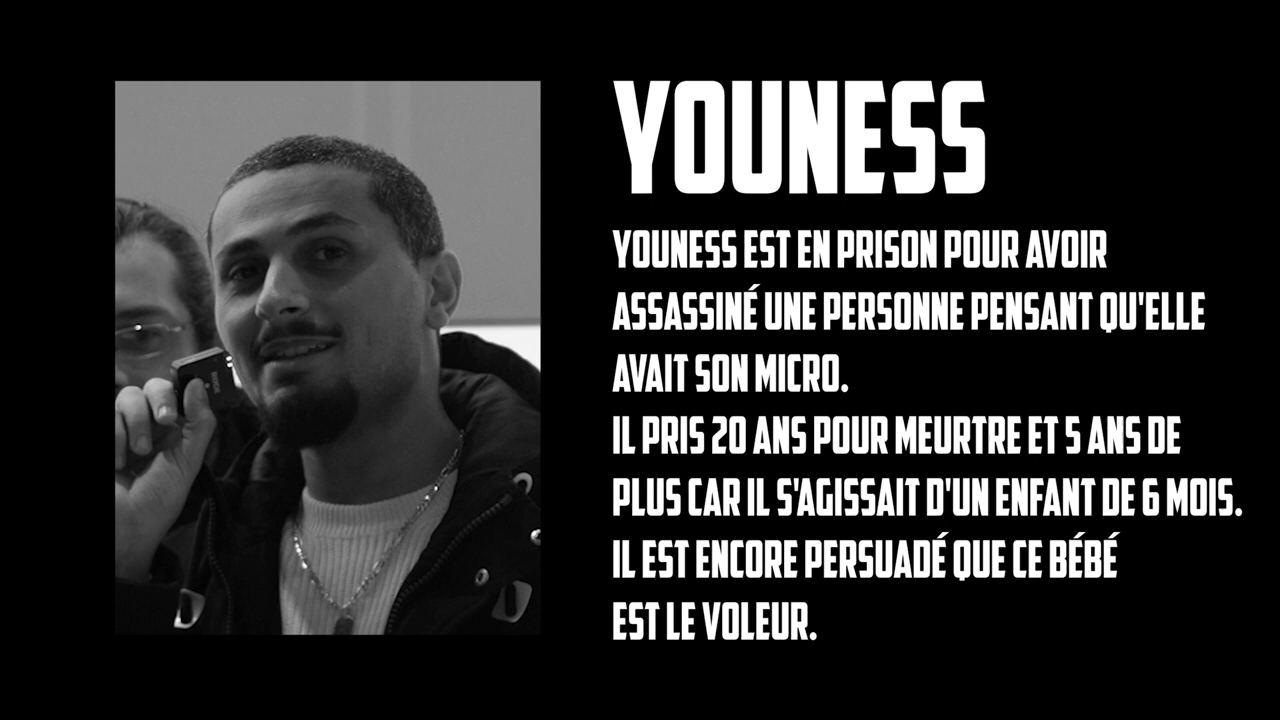 YOUNESS
YOUNESS EST EN PRISON POUR AVOIR
ASSASSINÉ UNE PERSONNE PENSANT QU'ELLE
AVAIT SON MICRO.
IL PRIS 20 ANS POUR MEURTRE ET 5 ANS DE
PLUS CAR IL S'AGISSAIT D'UN ENFANT DE 6 MOIS.
IL EST ENCORE PERSUADÉ QUE CE BÉBÉ
EST LE VOLEUR.